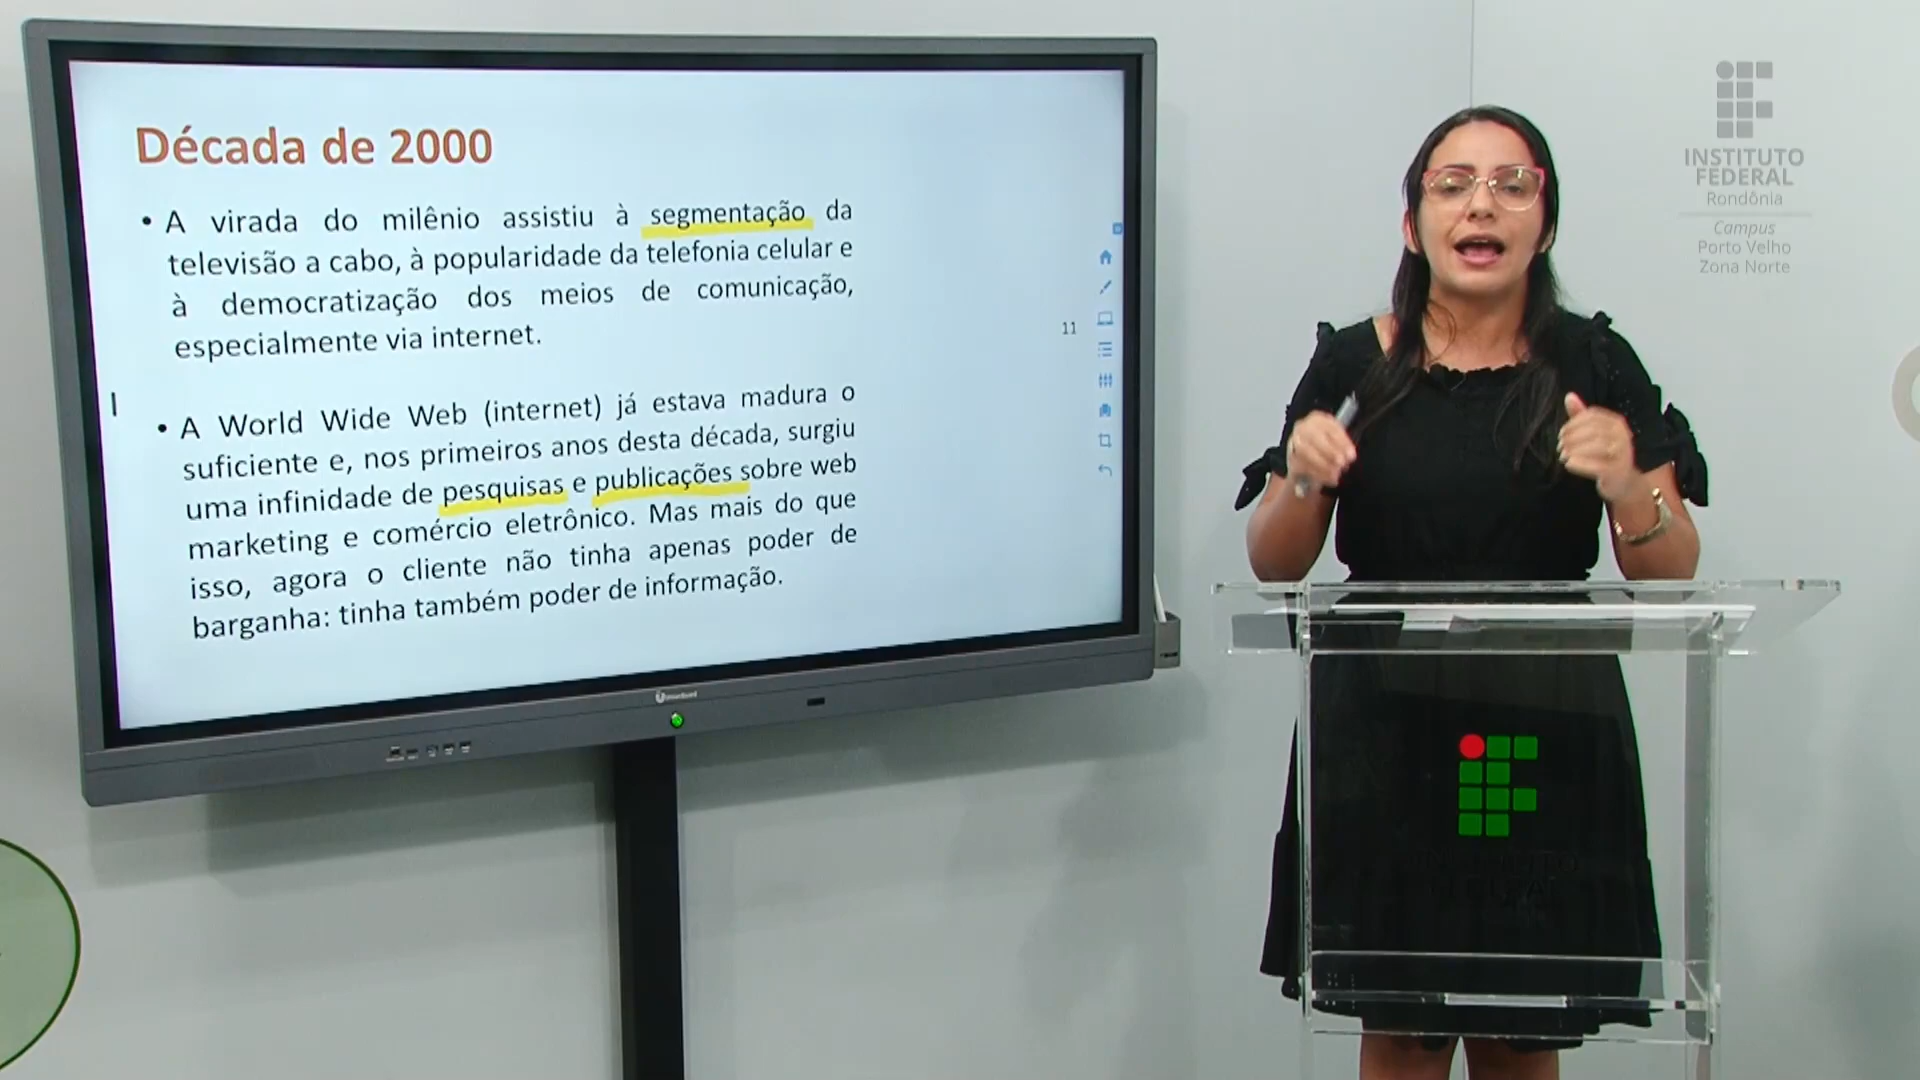 Década de 2000
• A virada do milênio assistiu à segmentação da
televisão a cabo, à popularidade da telefonia celular e
à democratização dos meios de comunicação,
especialmente via internet.
• A World Wide Web (internet) já estava madura o
suficiente e, nos primeiros anos desta década, surgiu
uma infinidade de pesquisas e publicações sobre web
marketing e comércio eletrônico. Mas mais do que
isso, agora o cliente não tinha apenas poder de
barganha: tinha também poder de informação.
11
INSTITUTO
FEDERAL
Rondônia
Campus
Porto Velho
Zona Norte